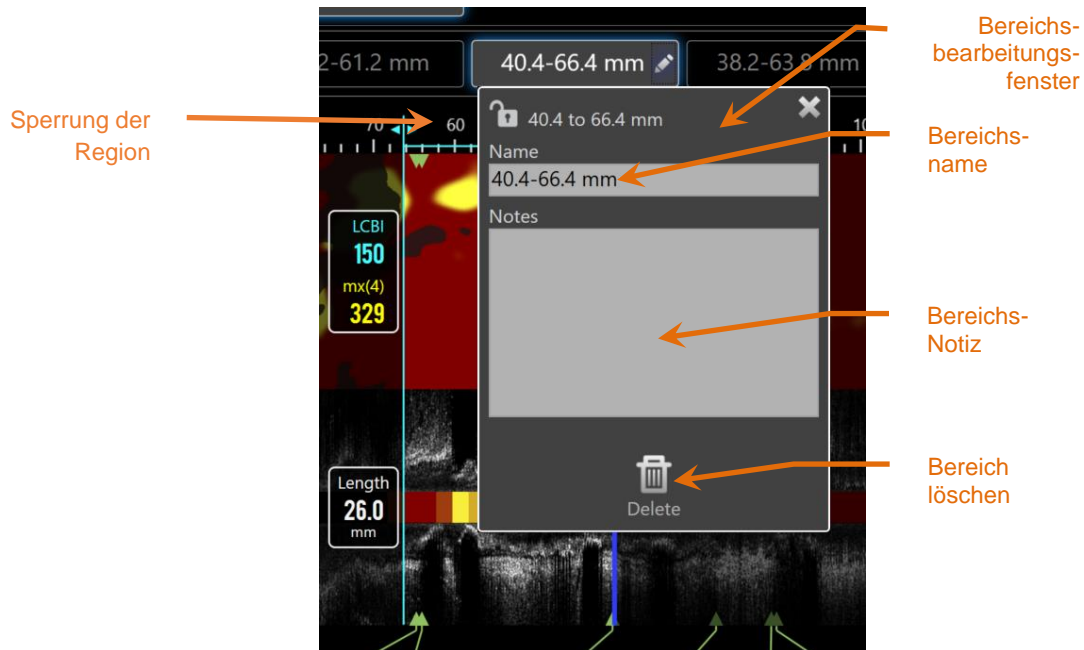 Bereichs-
bearbeitungs-
fenster
2-61.2 mm
40.4-66.4 mm
38.2-63.8 mm
Sperrung der
Region
70
60
10
40.4 to 66.4 mm
Name
40.4-66.4 mm
Bereichs-
name
Notes
LCBI
150
mx(4)
329
Bereichs-
Notiz
Length
26.0
mm
Delete
Bereich
löschen